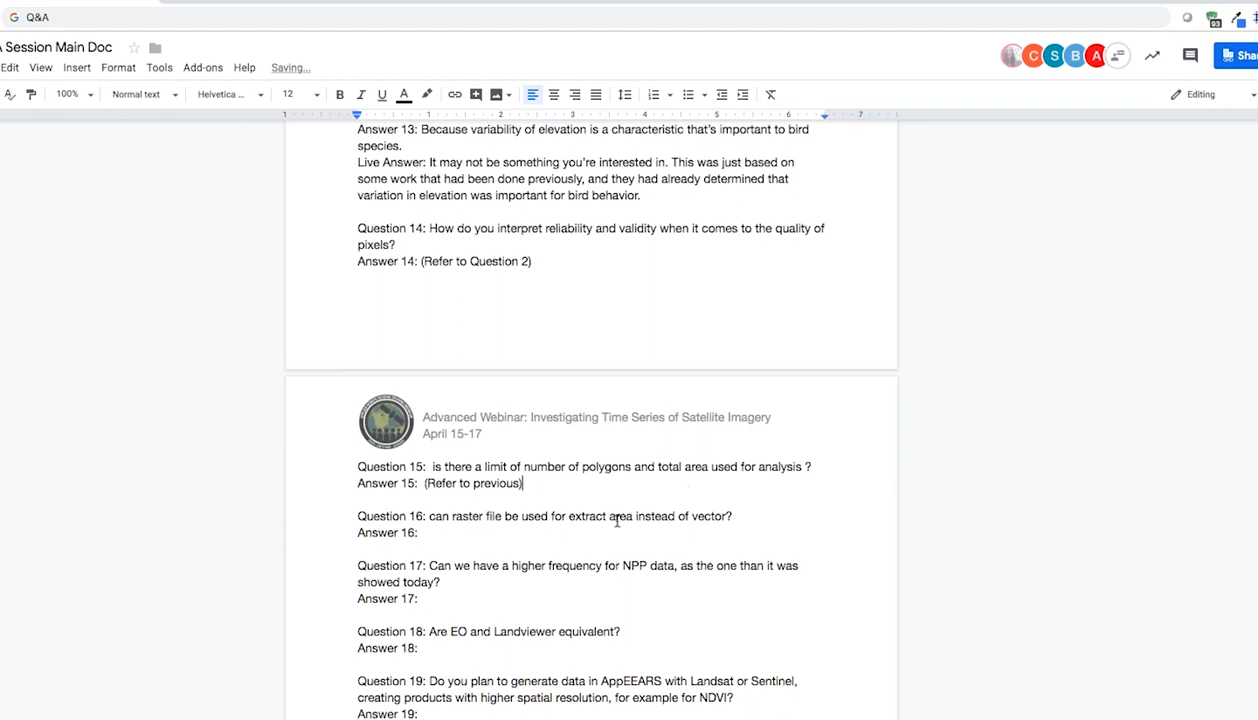 Q&A
Session Main Doc
Edit View Insert Format Tools Add-ons Help Saving...
C S B A Shar
100% Normal text Helvetica ... 12 B I U A Editing
1 1 2 3 4 5 6 7
Answer 13: Because variability of elevation is a characteristic that's important to bird
species.
Live Answer: It may not be something you're interested in. This was just based on
some work that had been done previously, and they had already determined that
variation in elevation was important for bird behavior.
Question 14: How do you interpret reliability and validity when it comes to the quality of
pixels?
Answer 14: (Refer to Question 2)
Advanced Webinar: Investigating Time Series of Satellite Imagery
April 15-17
Question 15: is there a limit of number of polygons and total area used for analysis ?
Answer 15: (Refer to previous)
Question 16: can raster file be used for extract area instead of vector?
Answer 16:
Question 17: Can we have a higher frequency for NPP data, as the one than it was
showed today?
Answer 17:
Question 18: Are EO and Landviewer equivalent?
Answer 18:
Question 19: Do you plan to generate data in AppEEARS with Landsat or Sentinel,
creating products with higher spatial resolution, for example for NDVI?
Answer 19: